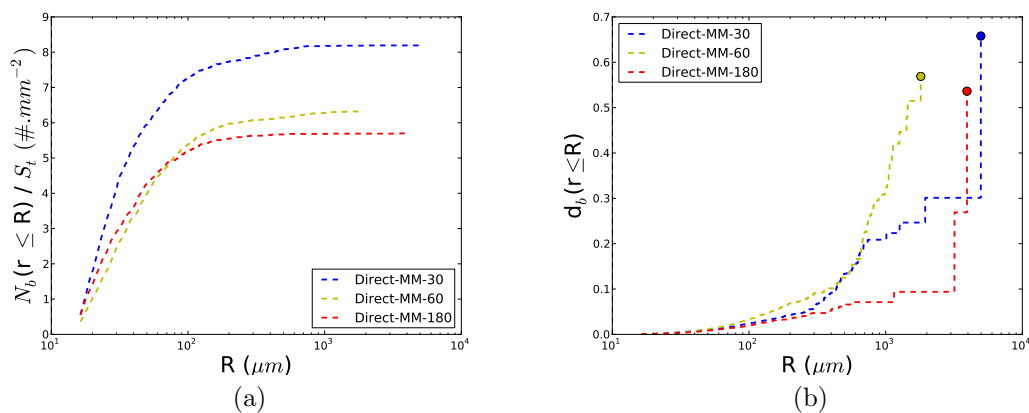 9
8
7
6
5
4
3
2
1
0
N_b(r ≤ R) / S_t (#.mm^{-2})
10^1
10^2
10^3
10^4
R (μm)
Direct-MM-30
Direct-MM-60
Direct-MM-180
(a)
0.7
0.6
0.5
0.4
0.3
0.2
0.1
0.0
d_b(r ≤ R)
10^1
10^2
10^3
10^4
R (μm)
Direct-MM-30
Direct-MM-60
Direct-MM-180
(b)